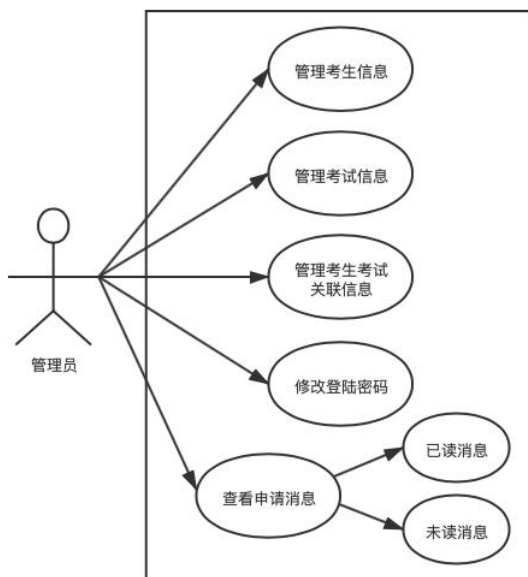 管理考生信息
管理考试信息
管理考生考试
关联信息
管理员
修改登陆密码
已读消息
查看申请消息
未读消息